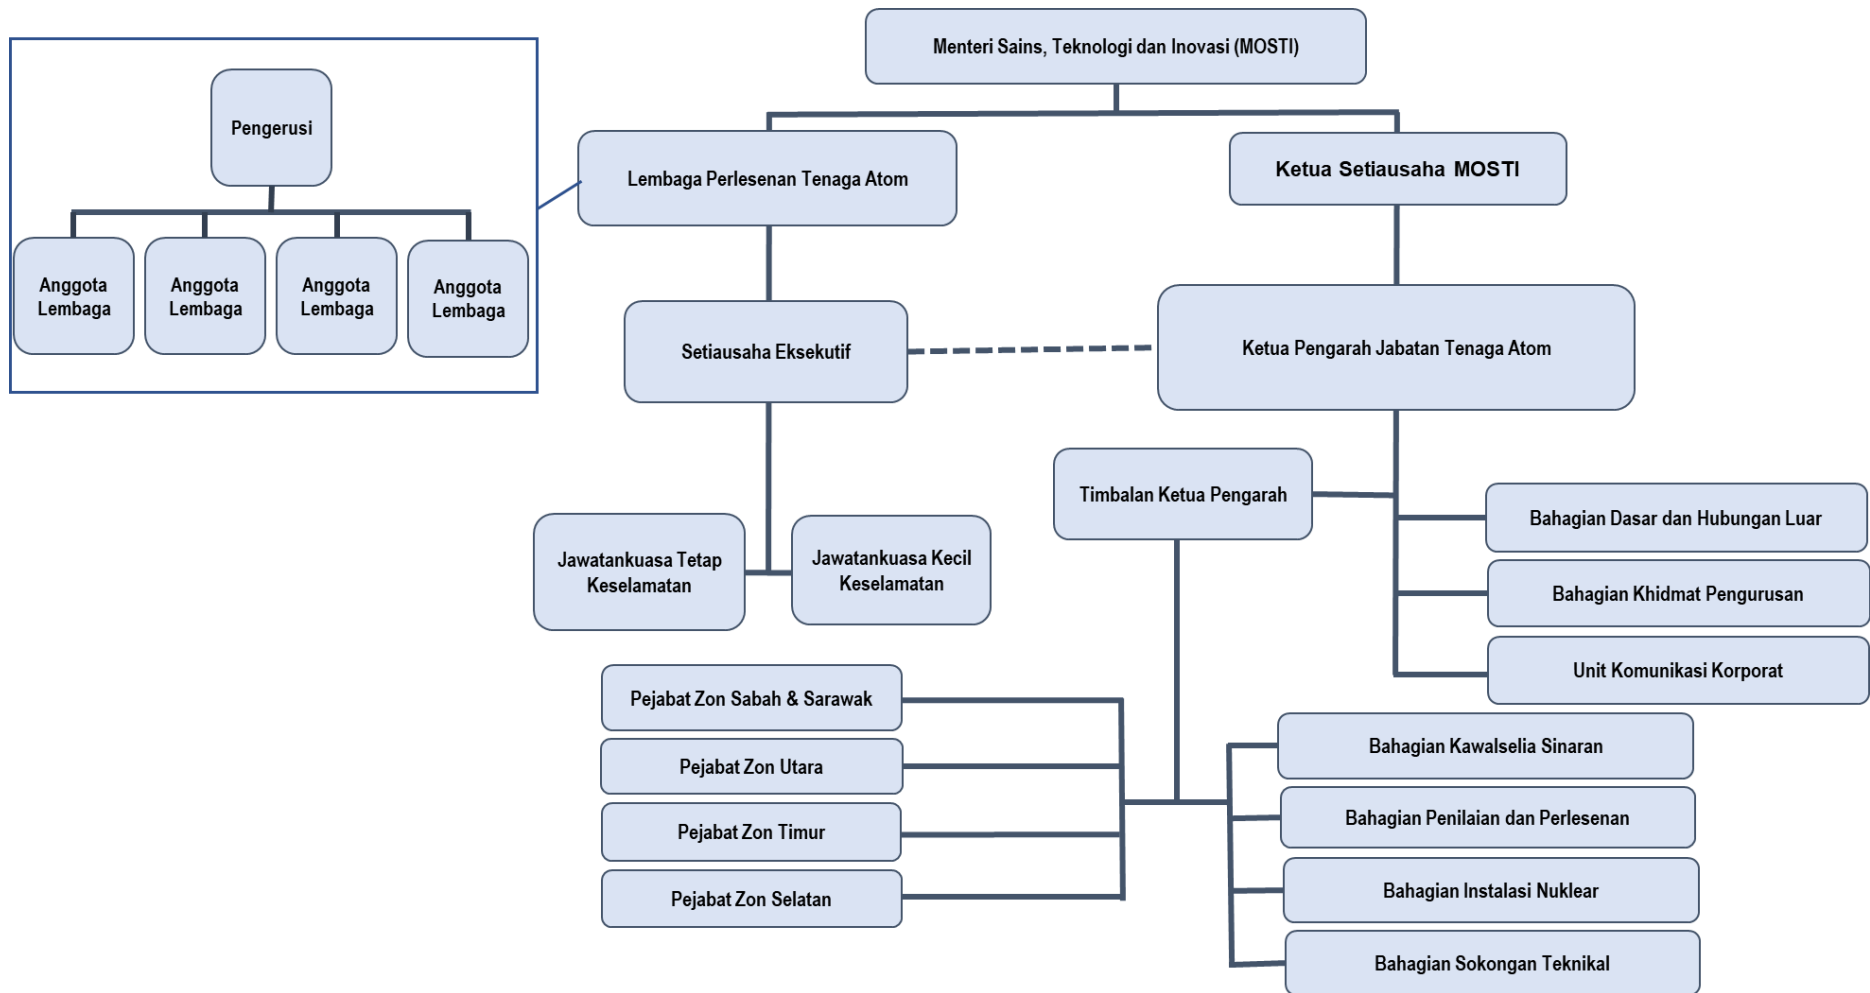 Menteri Sains, Teknologi dan Inovasi (MOSTI)
Pengerusi
Anggota
Lembaga
Anggota
Lembaga
Anggota
Lembaga
Anggota
Lembaga
Lembaga Perlesenan Tenaga Atom
Ketua Setiausaha MOSTI
Setiausaha Eksekutif
Ketua Pengarah Jabatan Tenaga Atom
Timbalan Ketua Pengarah
Bahagian Dasar dan Hubungan Luar
Bahagian Khidmat Pengurusan
Unit Komunikasi Korporat
Jawatankuasa Tetap
Keselamatan
Jawatankuasa Kecil
Keselamatan
Pejabat Zon Sabah & Sarawak
Pejabat Zon Utara
Pejabat Zon Timur
Pejabat Zon Selatan
Bahagian Kawalselia Sinaran
Bahagian Penilaian dan Perlesenan
Bahagian Instalasi Nuklear
Bahagian Sokongan Teknikal